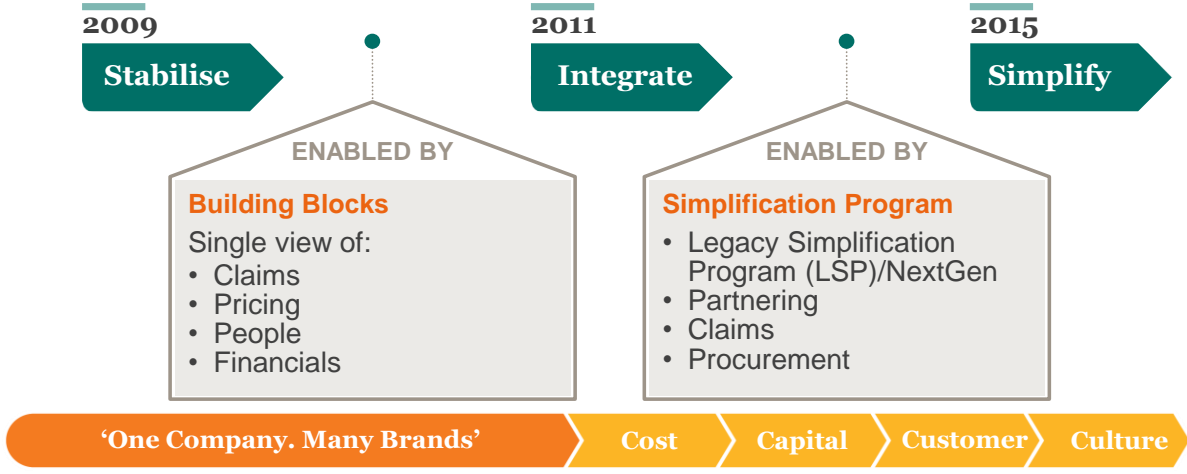 2009
Stabilise
2011
Integrate
2015
Simplify
ENABLED BY
Building Blocks
Single view of:
• Claims
• Pricing
• People
• Financials
ENABLED BY
Simplification Program
• Legacy Simplification
Program (LSP)/NextGen
• Partnering
• Claims
• Procurement
‘One Company. Many Brands’
Cost
Capital
Customer
Culture